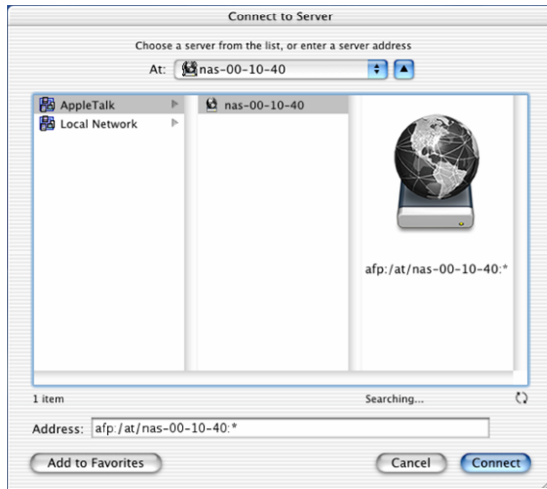 Connect to Server
Choose a server from the list, or enter a server address
At: nas-00-10-40
AppleTalk
Local Network
nas-00-10-40
afp:/at/nas-00-10-40:*
1 item
Searching...
Address: afp:/at/nas-00-10-40:*
Add to Favorites
Cancel
Connect